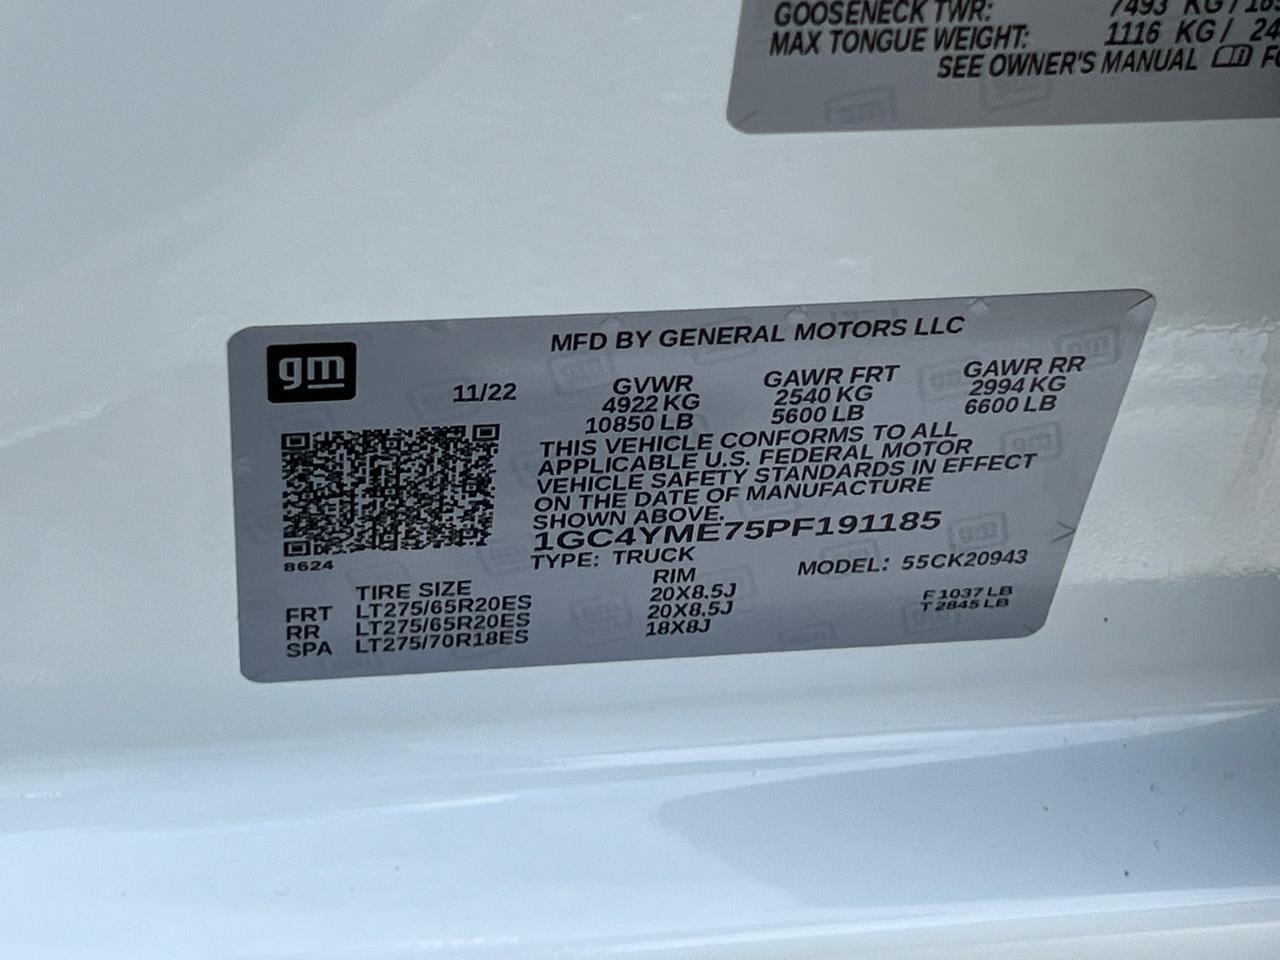 GOOSENECK TWR: 7493 KG/
MAX TONGUE WEIGHT: 1116 KG/ 24
SEE OWNER'S MANUAL
gm
MFD BY GENERAL MOTORS LLC
11/22
GVWR GAWR FRT GAWR RR
4922 KG 2540 KG 2994 KG
10850 LB 5600 LB 6600 LB
THIS VEHICLE CONFORMS TO ALL
APPLICABLE U.S. FEDERAL MOTOR
VEHICLE SAFETY STANDARDS IN EFFECT
ON THE DATE OF MANUFACTURE
SHOWN ABOVE.
1GC4YME75PF191185
8624
TYPE: TRUCK MODEL: 55CK20943
TIRE SIZE RIM
FRT LT275/65R20ES 20X8.5J F 1037 LB
RR LT275/65R20ES 20X8.5J T 2845 LB
SPA LT275/70R18ES 18X8J